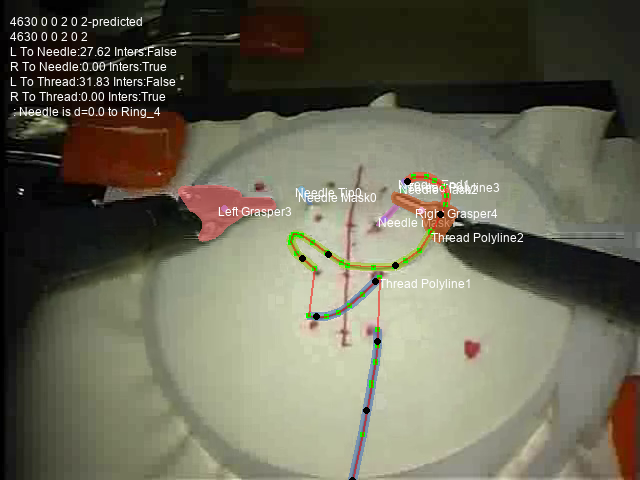 4630 0 0 2 0 2-predicted
4630 0 0 2 0 2
L To Needle:27.62 Inters:False
R To Needle:0.00 Inters:True
L To Thread:31.83 Inters:False
R To Thread:0.00 Inters:True
: Needle is d=0.0 to Ring_4
Needle Tip0
Needle Mask0
Left Grasper3
Right Grasper4
Thread Polyline2
Thread Polyline1